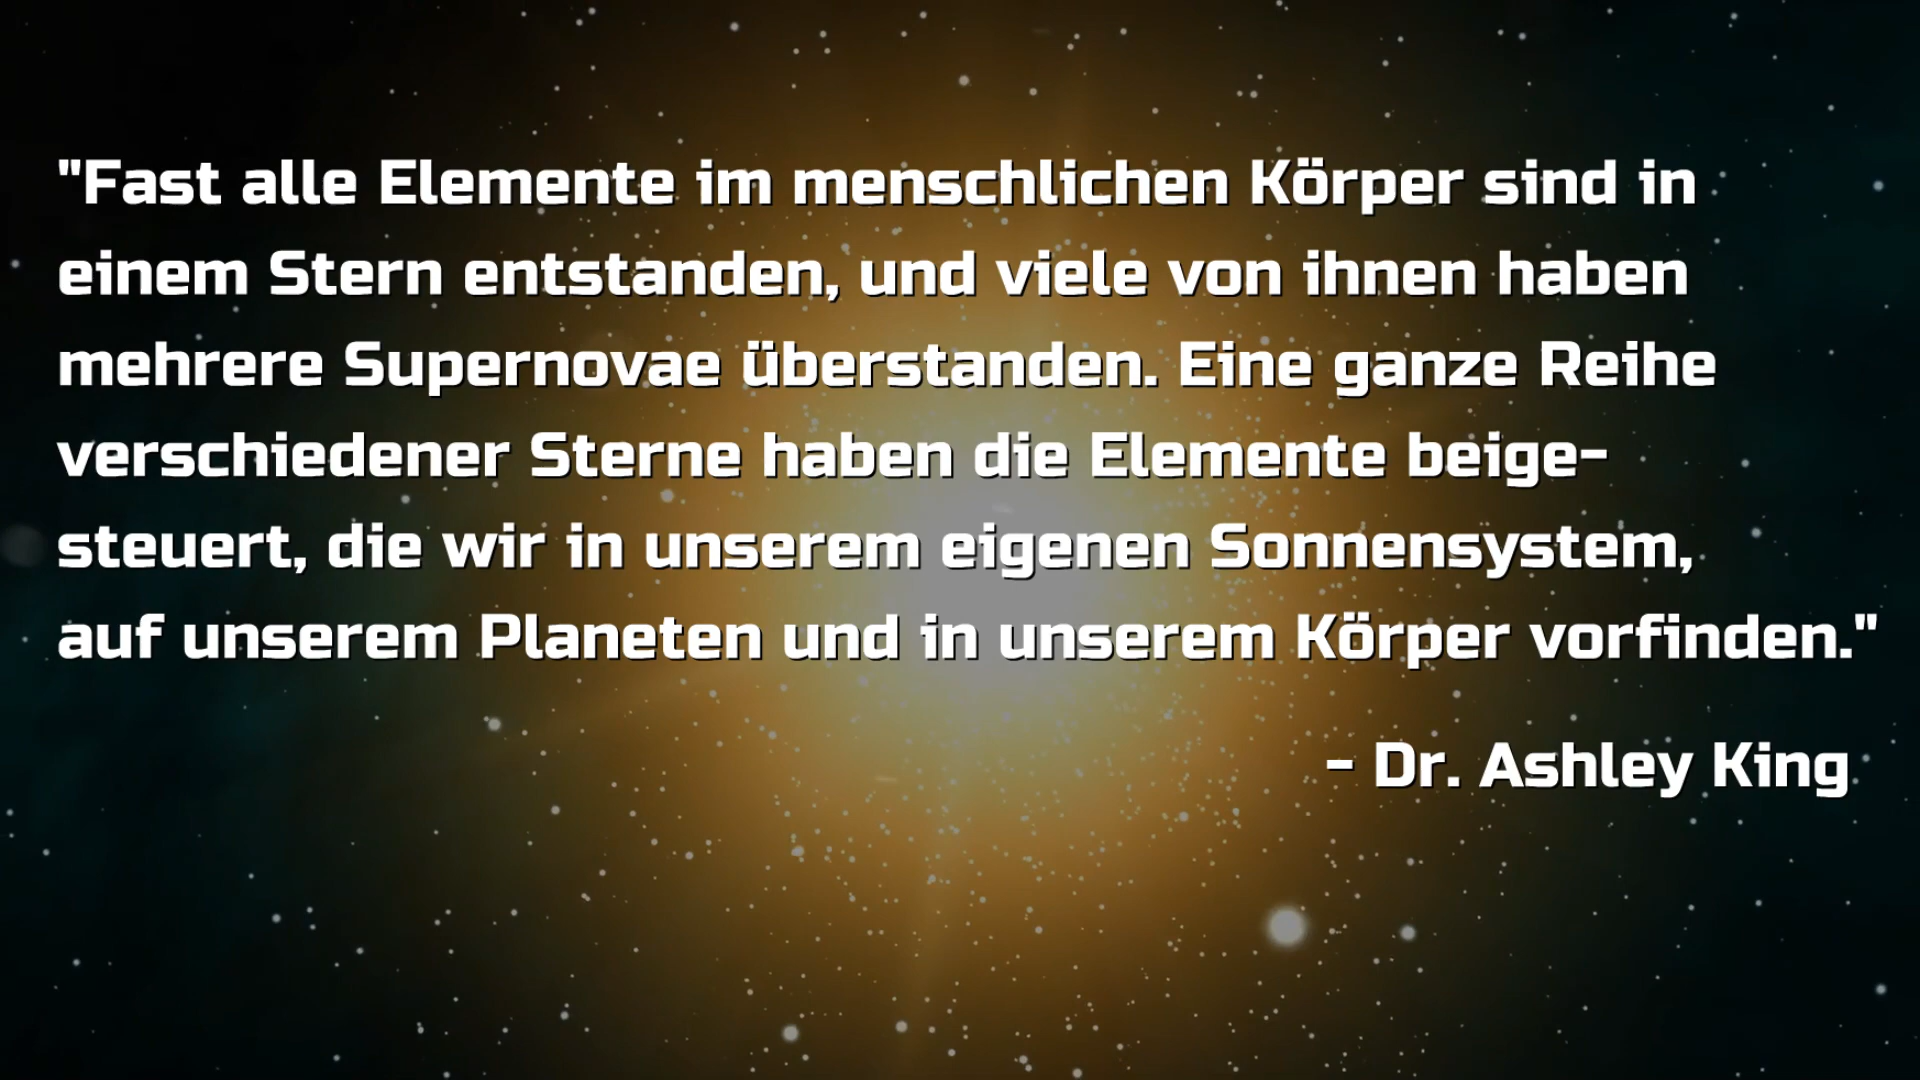 "Fast alle Elemente im menschlichen Körper sind in
einem Stern entstanden, und viele von ihnen haben
mehrere Supernovae überstanden. Eine ganze Reihe
verschiedener Sterne haben die Elemente beige-
steuert, die wir in unserem eigenen Sonnensystem,
auf unserem Planeten und in unserem Körper vorfinden."
- Dr. Ashley King